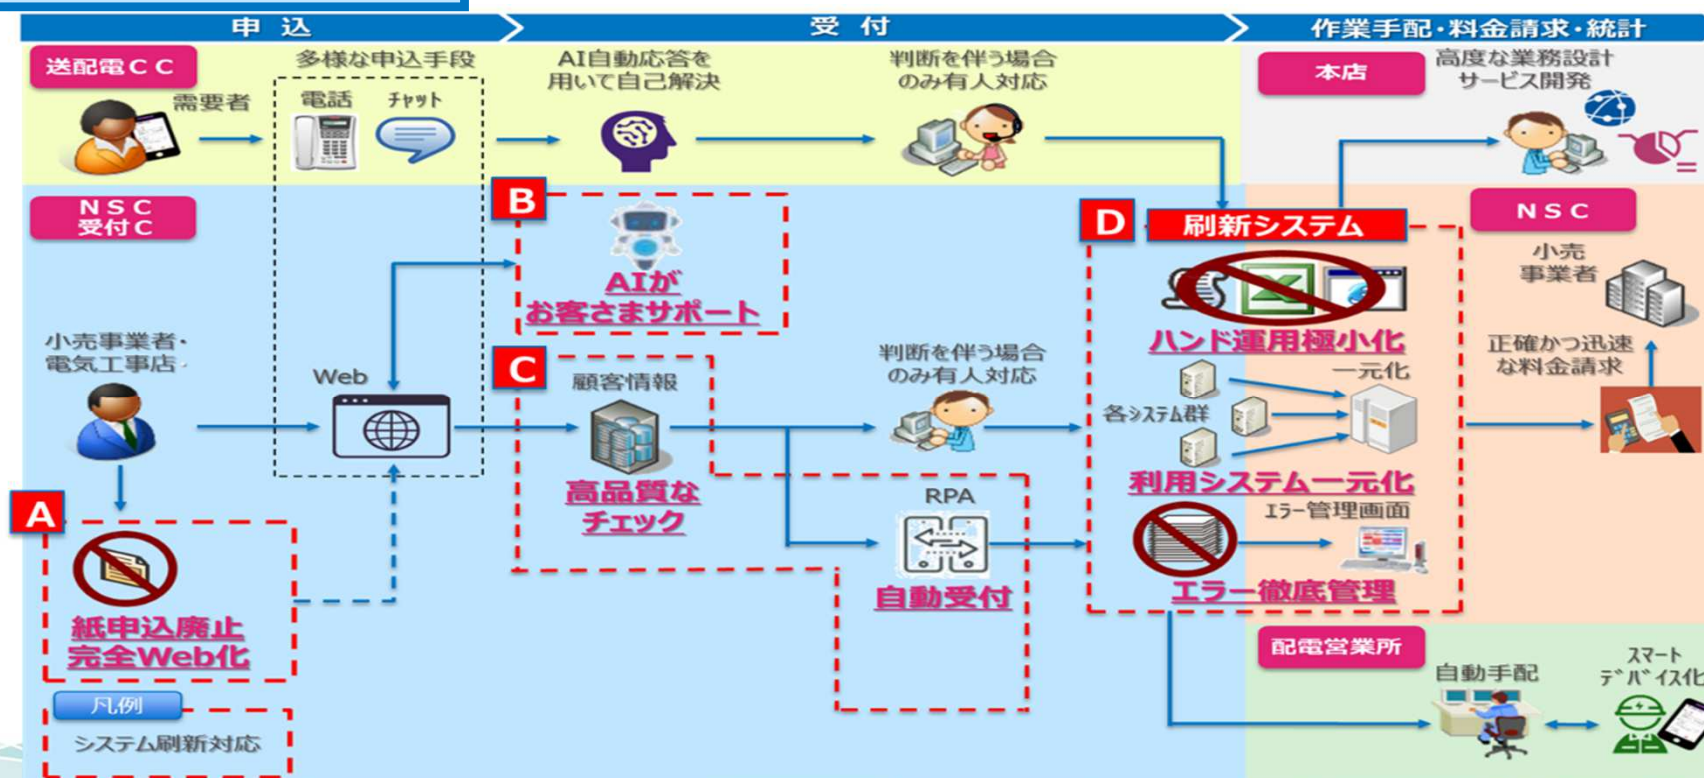 申 込
受 付
作業手配・料金請求・統計
送配電ＣＣ
需要者
多様な申込手段
電話
チャット
AI自動応答を
用いて自己解決
判断を伴う場合
のみ有人対応
本店
高度な業務設計
サービス開発
ＮＳＣ
受付Ｃ
小売事業者・
電気工事店
Web
B
AIが
お客さまサポート
C
顧客情報
高品質な
チェック
判断を伴う場合
のみ有人対応
RPA
自動受付
D
刷新システム
ハンド運用極小化
一元化
各システム群
利用システム一元化
エラー管理画面
エラー徹底管理
ＮＳＣ
小売
事業者
正確かつ迅速
な料金請求
A
紙申込廃止
完全Web化
凡例
システム刷新対応
配電営業所
自動手配
スマート
デバイス化